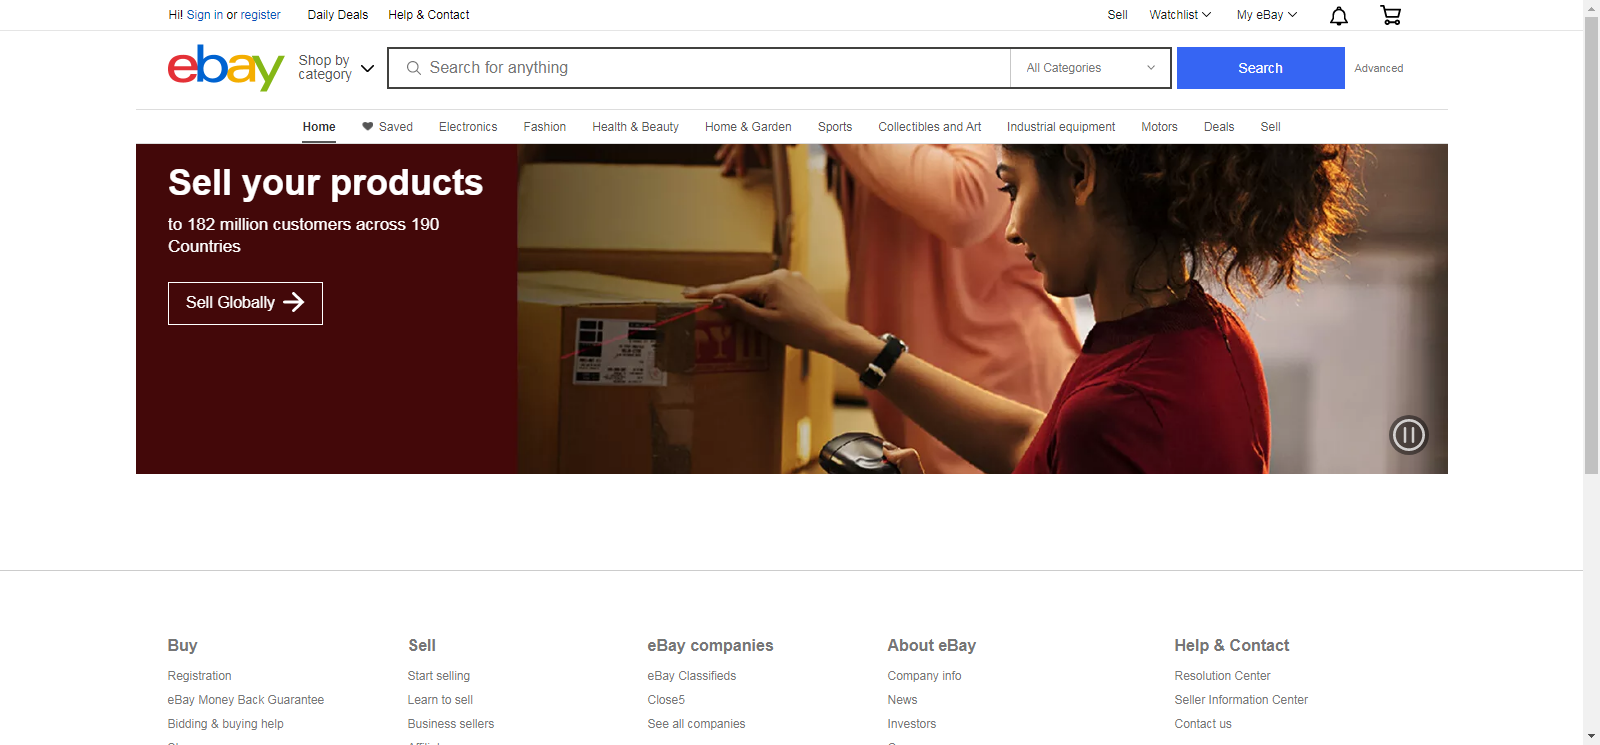 Hi! Sign in or register Daily Deals Help & Contact Sell Watchlist My eBay
ebay
Shop by
category
Search for anything
All Categories
Search
Advanced
Home Saved Electronics Fashion Health & Beauty Home & Garden Sports Collectibles and Art Industrial equipment Motors Deals Sell
Sell your products
to 182 million customers across 190
Countries
Sell Globally
Buy
Registration
eBay Money Back Guarantee
Bidding & buying help
Sell
Start selling
Learn to sell
Business sellers
eBay companies
eBay Classifieds
Close5
See all companies
About eBay
Company info
News
Investors
Help & Contact
Resolution Center
Seller Information Center
Contact us